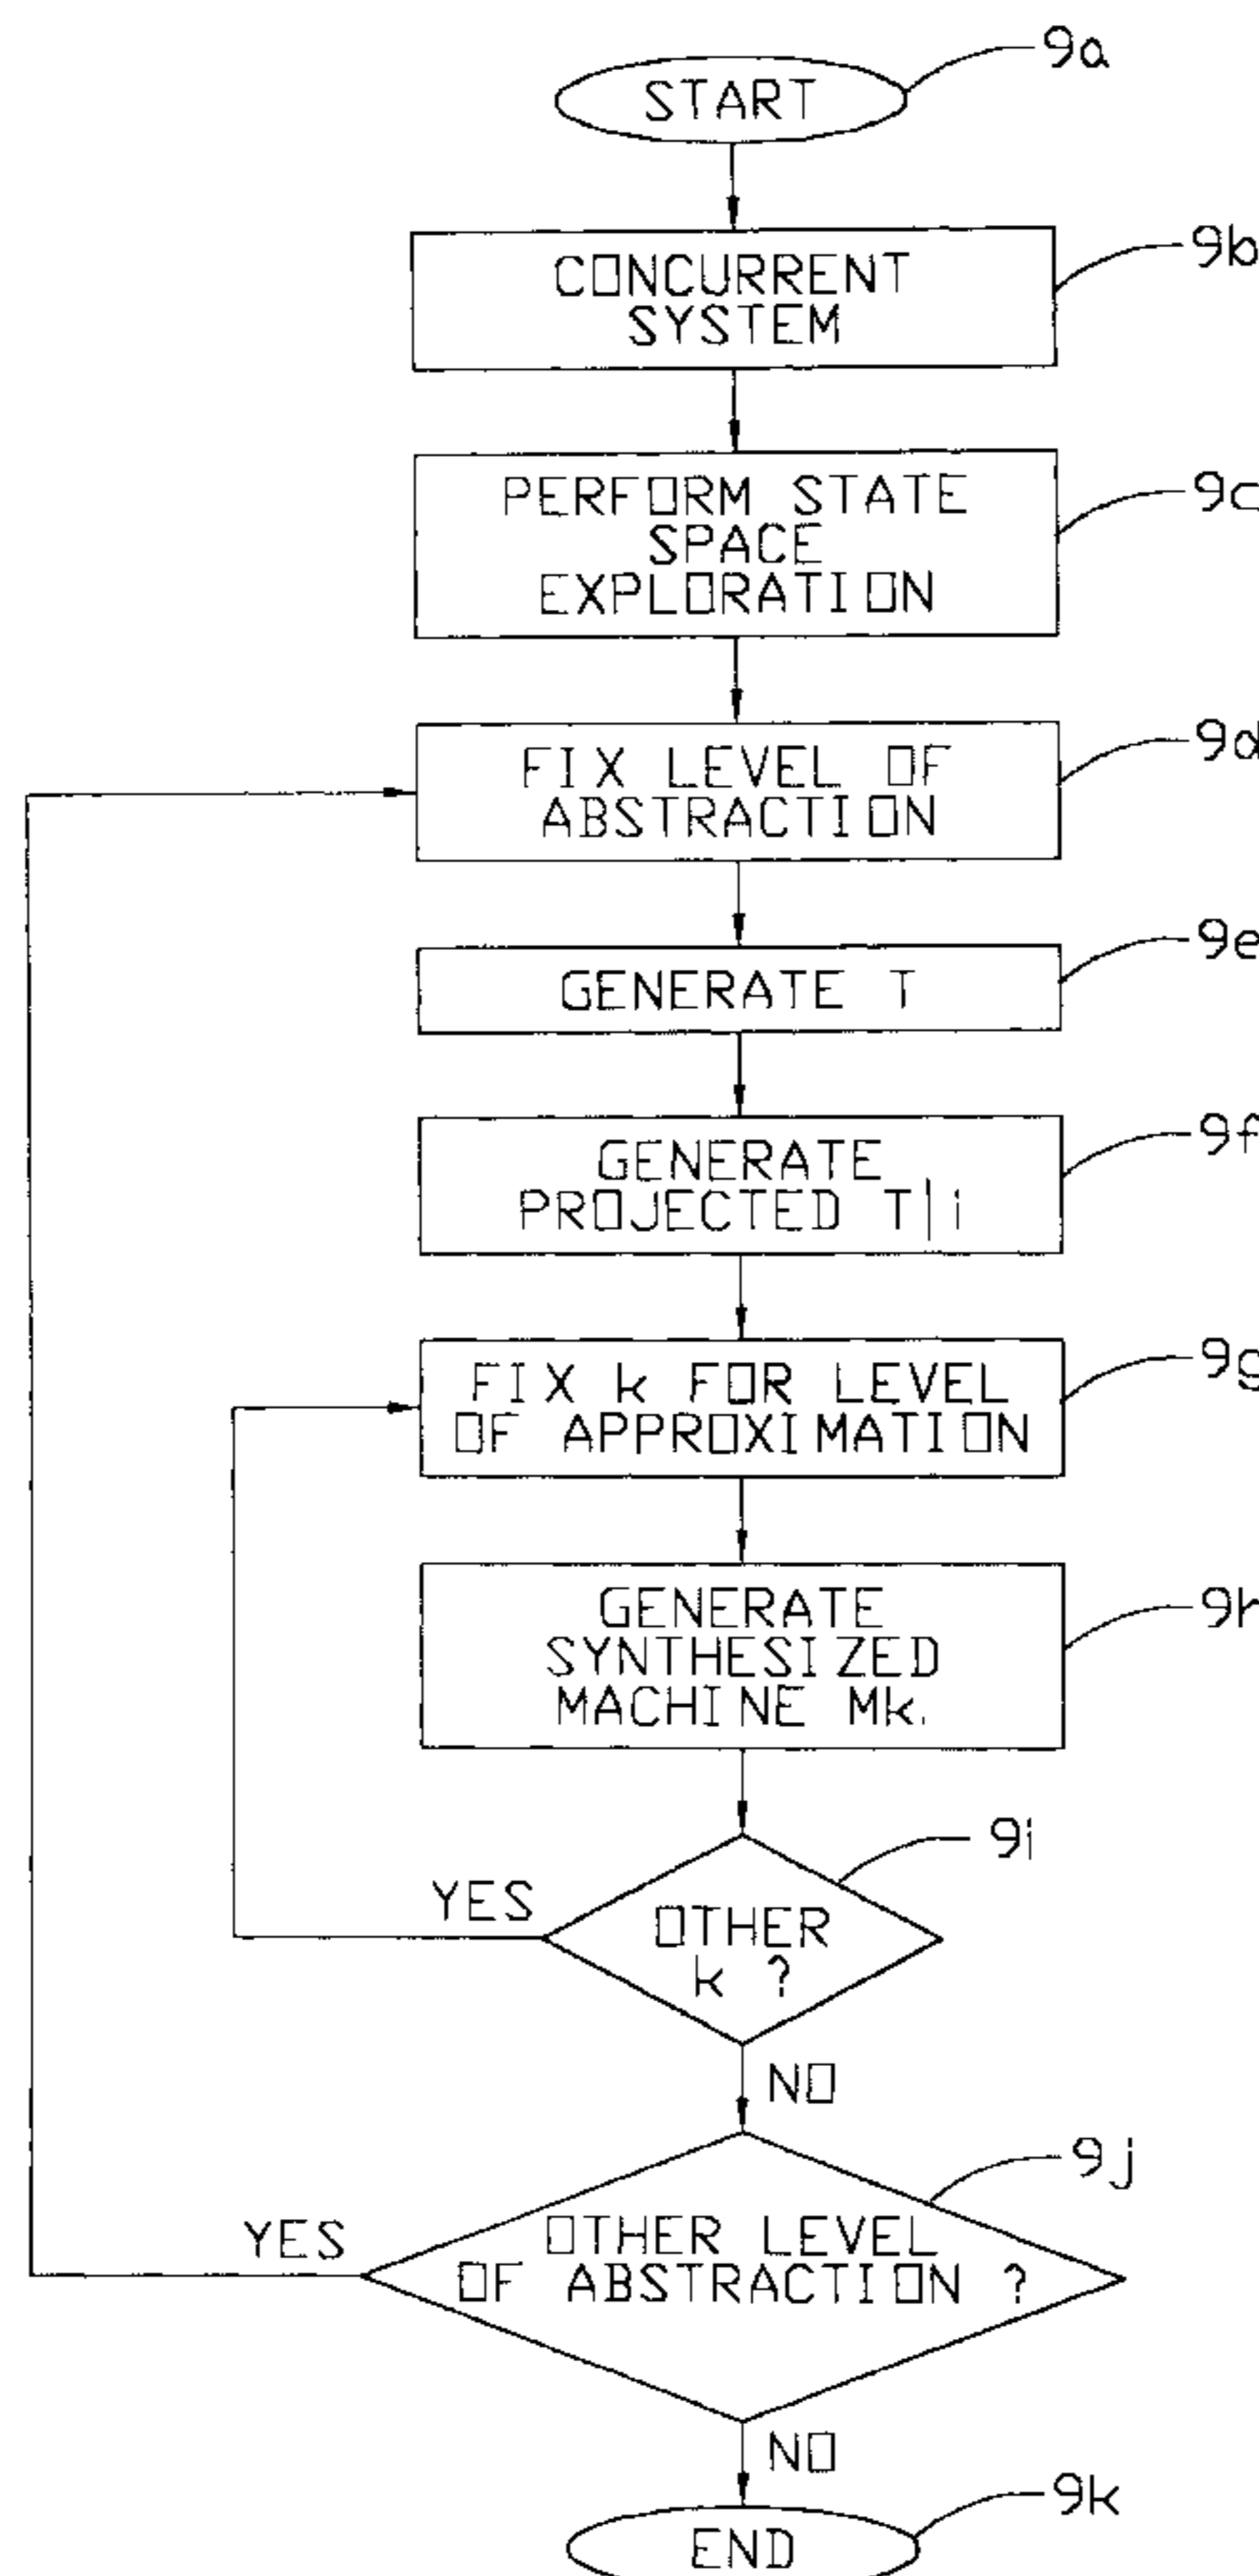 START
9a
CONCURRENT
SYSTEM
9b
PERFORM STATE
SPACE
EXPLORATION
9c
FIX LEVEL OF
ABSTRACTION
9d
GENERATE T
9e
GENERATE
PROJECTED T|i
9f
FIX k FOR LEVEL
OF APPROXIMATION
9g
GENERATE
SYNTHESIZED
MACHINE Mk.
9h
9i
OTHER
k ?
YES
NO
9j
OTHER LEVEL
OF ABSTRACTION ?
YES
NO
9k
END